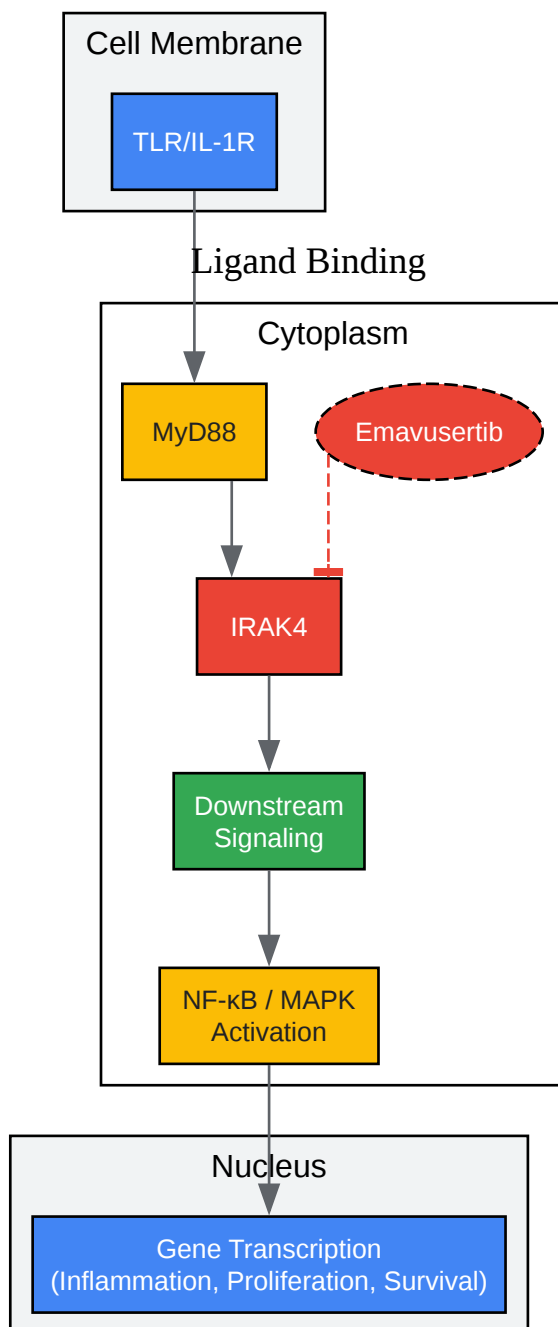 Cell Membrane
TLR/IL-1R
Ligand Binding
Cytoplasm
MyD88
Emavusertib
IRAK4
Downstream
Signaling
NF-κB / MAPK
Activation
Nucleus
Gene Transcription
(Inflammation, Proliferation, Survival)